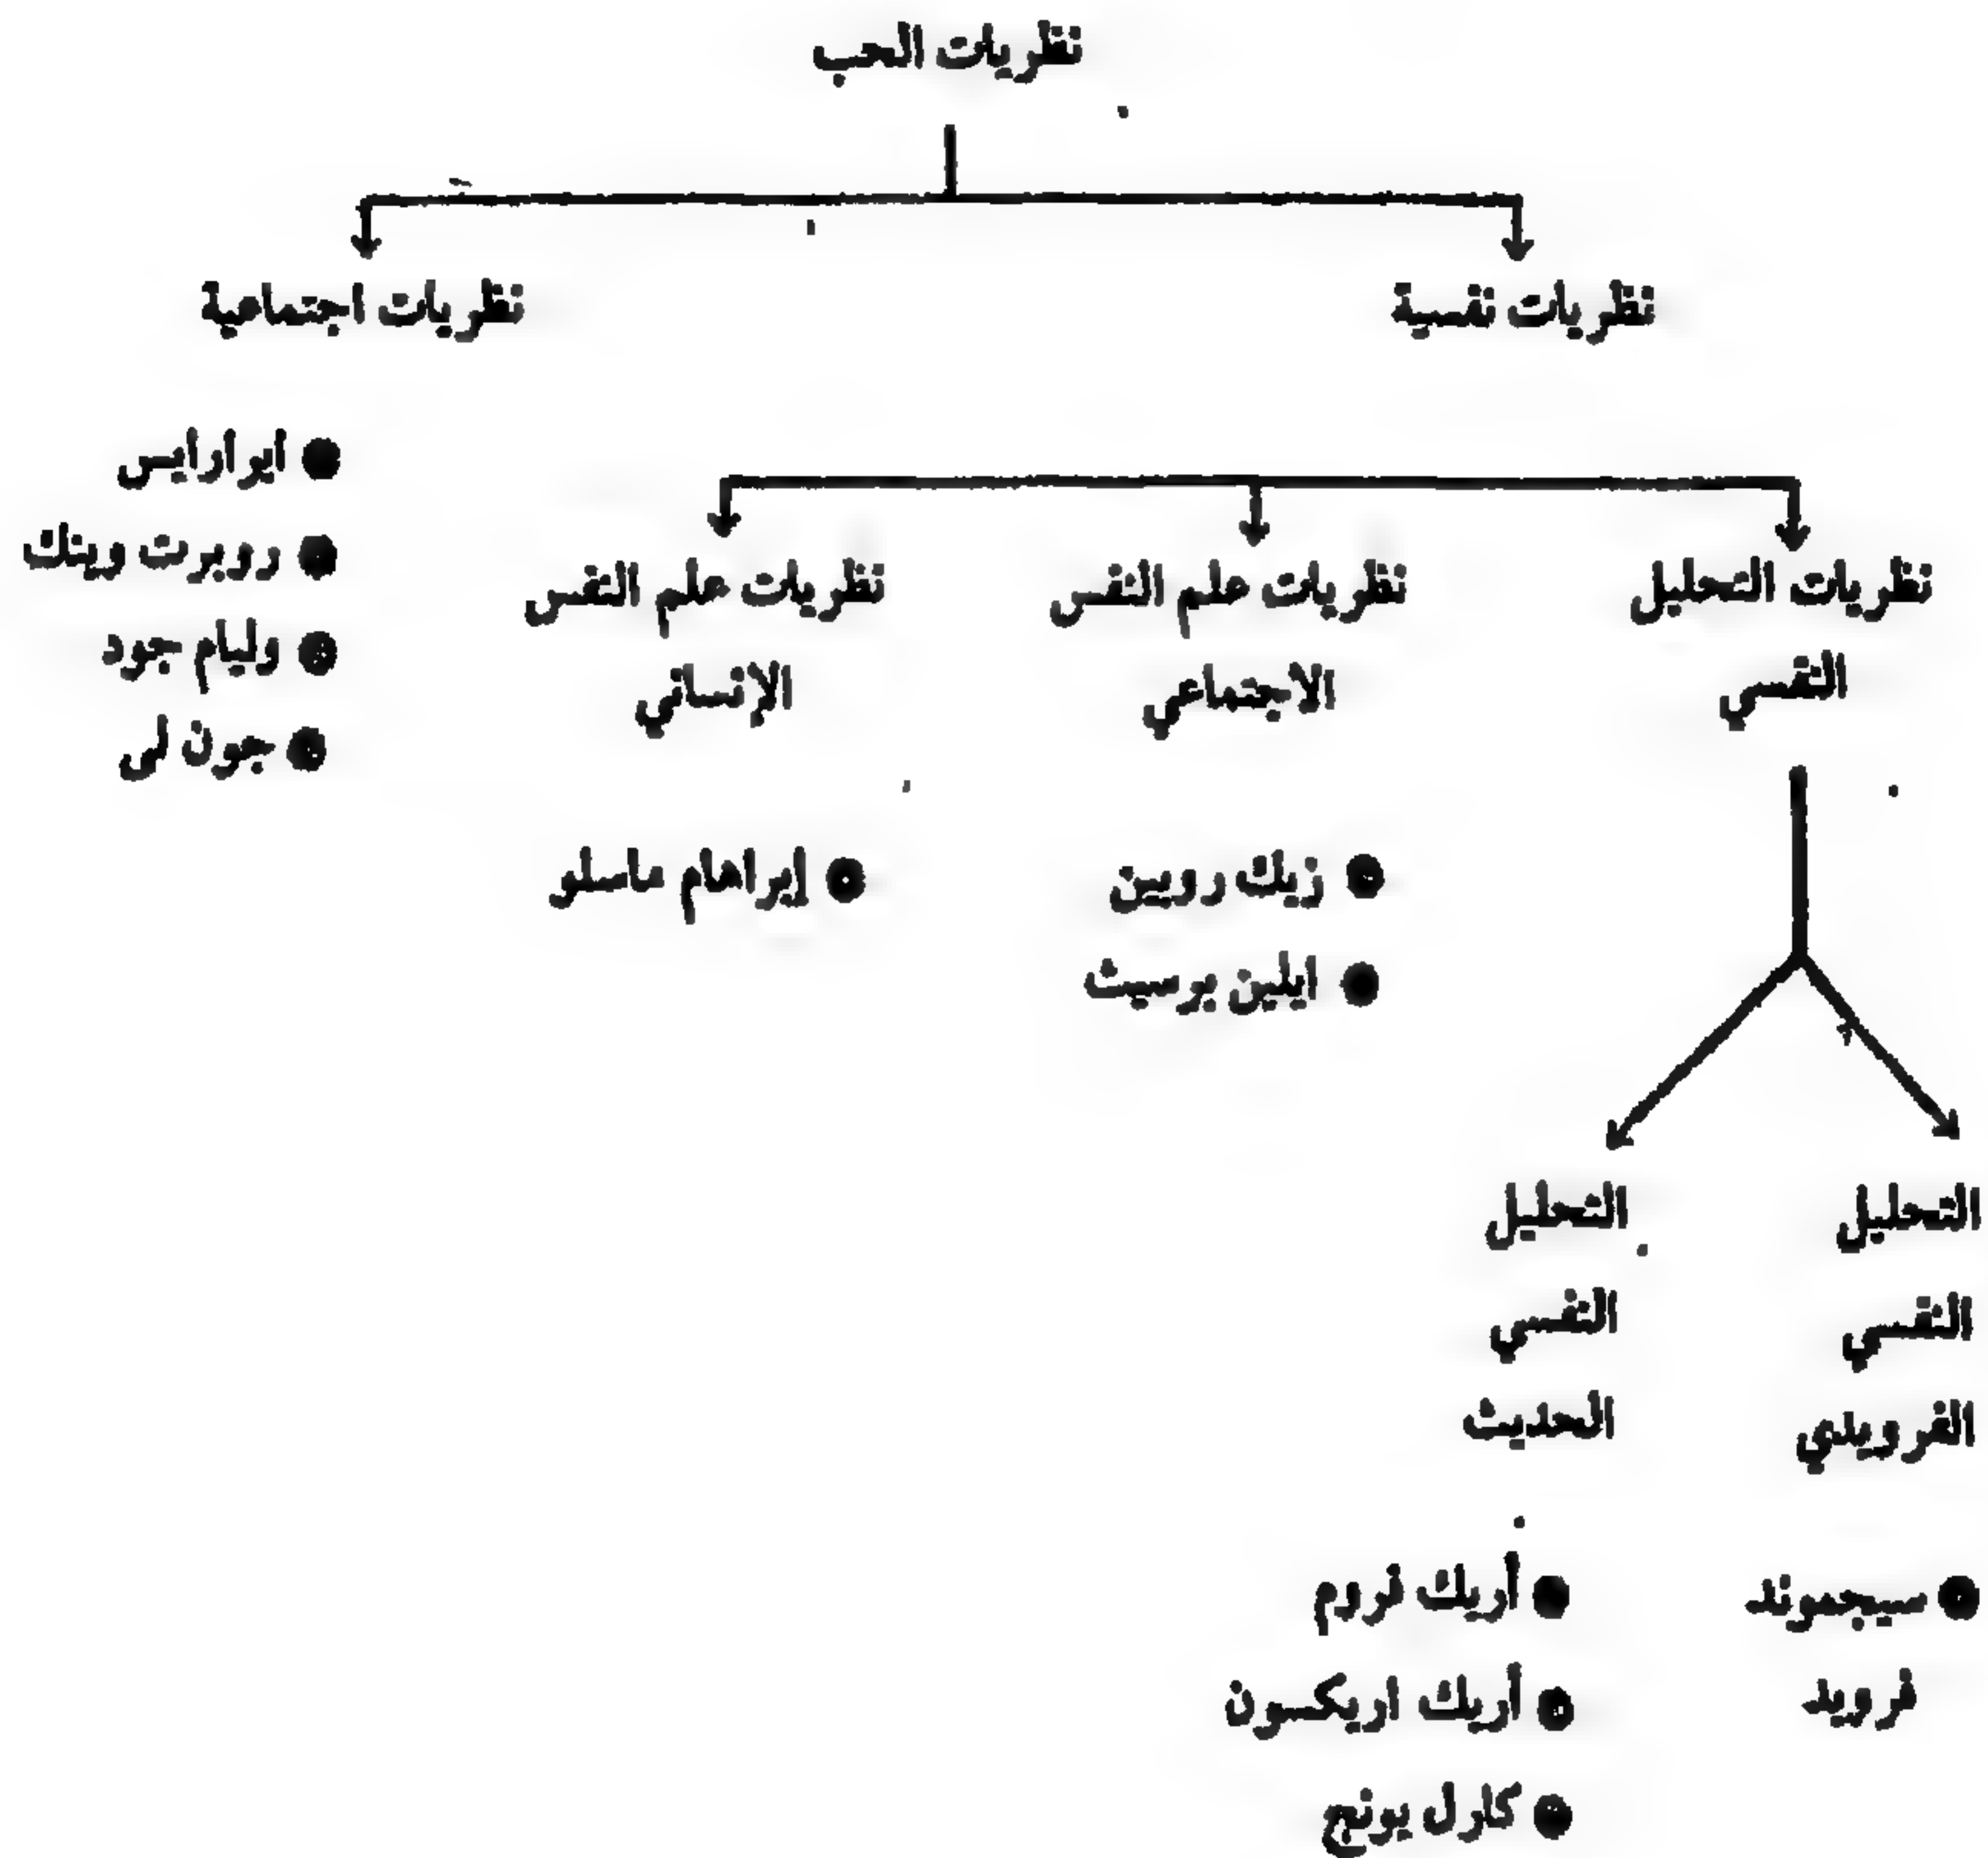 نظريات الحب
نظريات نفسية
نظريات اجتماعية
نظريات التحليل
النفسي
نظريات علم النفس
الاجتماعي
نظريات علم النفس
الإنساني
ايرا رايس
روبرت وينك
وليام جود
جون لى
زيك روبين
ايلين برسيث
إبراهام ماسلو
التحليل
النفسي
الفرويدي
سيجموند
فرويد
التحليل
النفسي
الحديث
أريك فروم
أريك اريكسون
كارل يونج